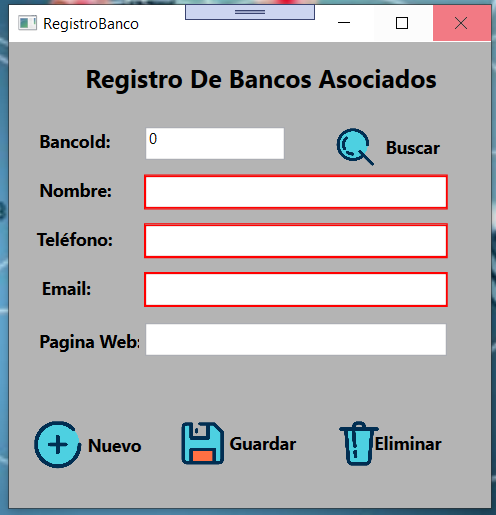 RegistroBanco
Registro De Bancos Asociados
BancoId: 0
Buscar
Nombre:
Teléfono:
Email:
Pagina Web:
Nuevo Guardar Eliminar